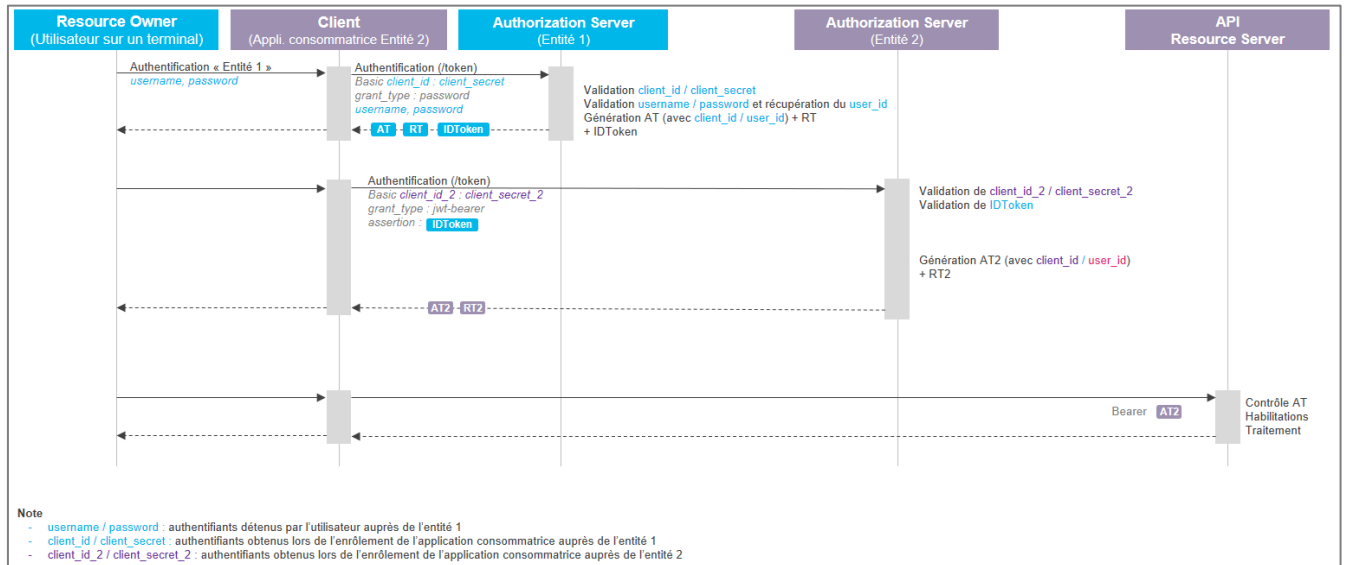 Resource Owner
(Utilisateur sur un terminal)
Client
(Appli. consommatrice Entité 2)
Authorization Server
(Entité 1)
Authorization Server
(Entité 2)
API
Resource Server
Authentification « Entité 1 »
username, password
Authentification (/token)
Basic client_id : client_secret
grant_type : password
username, password
AT RT IDToken
Validation client_id / client_secret
Validation username / password et récupération du user_id
Génération AT (avec client_id / user_id) + RT
+ IDToken
Authentification (/token)
Basic client_id_2 : client_secret_2
grant_type : jwt-bearer
assertion : IDToken
Validation de client_id_2 / client_secret_2
Validation de IDToken
Génération AT2 (avec client_id / user_id)
+ RT2
AT2 RT2
Bearer AT2
Contrôle AT
Habilitations
Traitement
Note
- username / password : authentifiants détenus par l'utilisateur auprès de l'entité 1
- client_id / client_secret : authentifiants obtenus lors de l'enrôlement de l'application consommatrice auprès de l'entité 1
- client_id_2 / client_secret_2 : authentifiants obtenus lors de l'enrôlement de l'application consommatrice auprès de l'entité 2